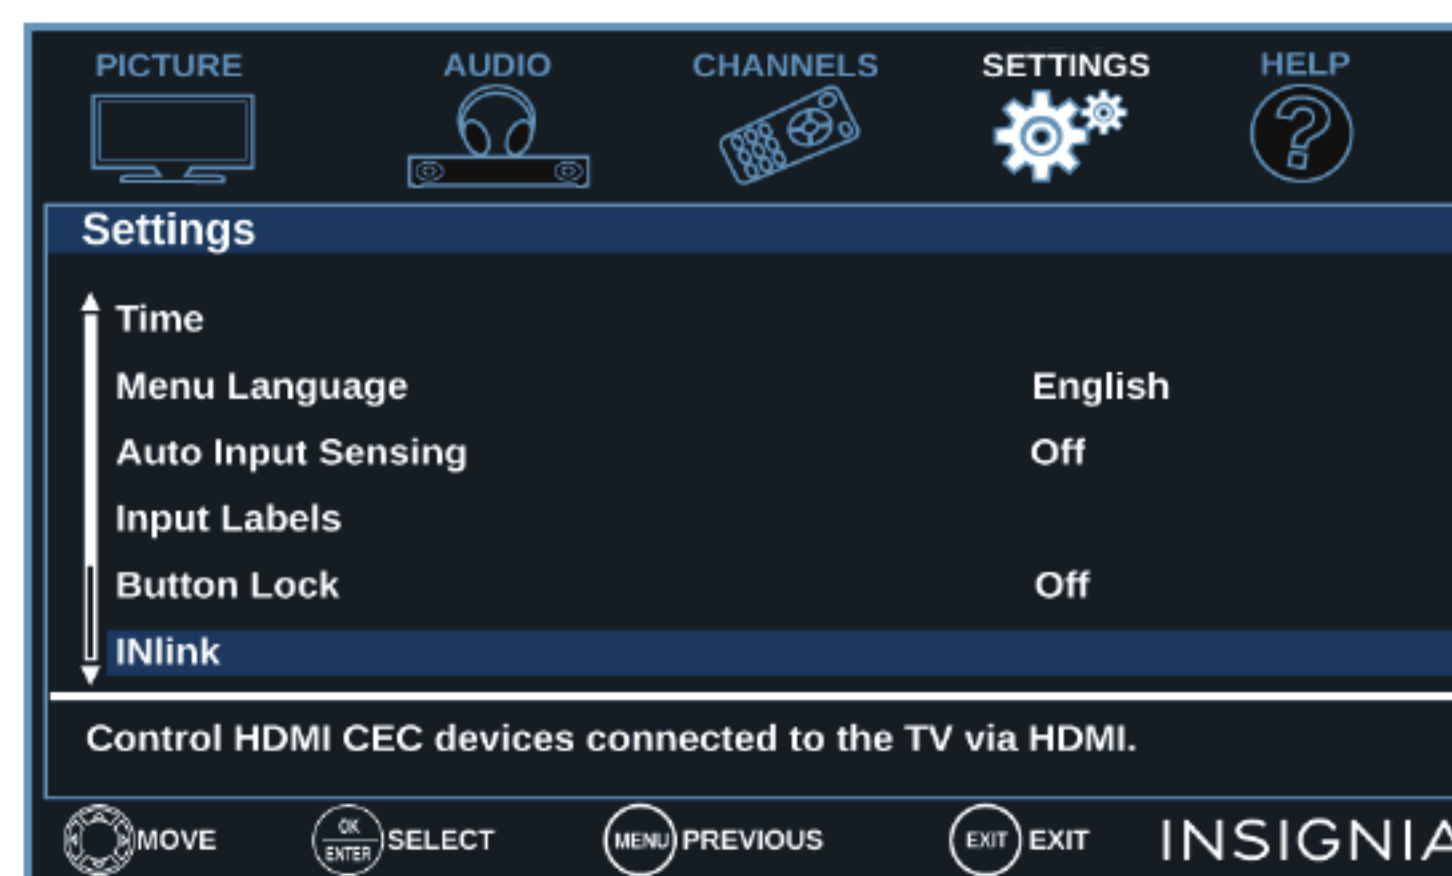 PICTURE AUDIO CHANNELS SETTINGS HELP
Settings
Time
Menu Language English
Auto Input Sensing Off
Input Labels
Button Lock Off
INlink
Control HDMI CEC devices connected to the TV via HDMI.
MOVE OK ENTER SELECT MENU PREVIOUS EXIT EXIT INSIGNIA